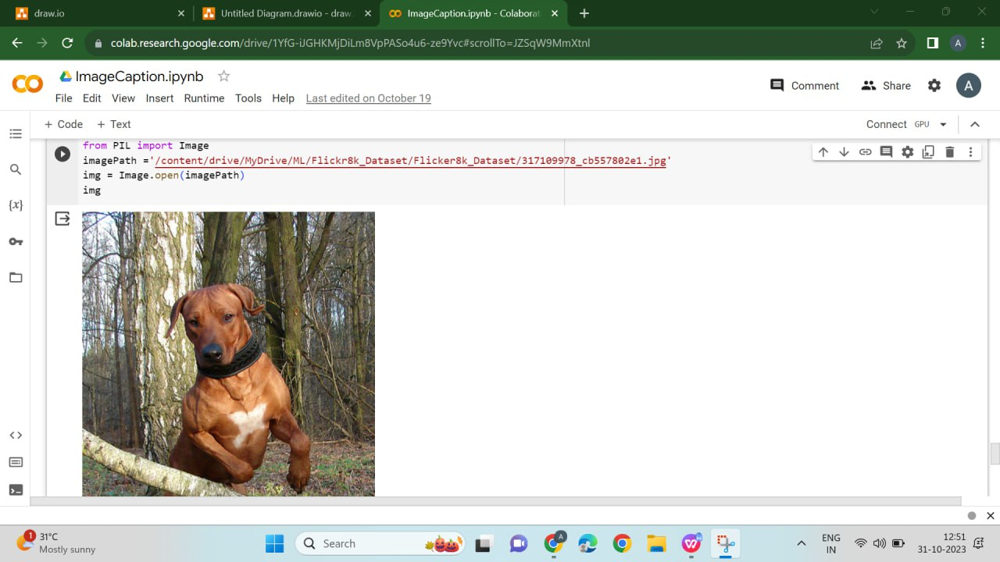 draw.io
Untitled Diagram.drawio - draw.
ImageCaption.ipynb - Colaborat
colab.research.google.com/drive/1YfG-iJGHKMjDiLm8VpPASo4u6-ze9Yvc#scrollTo=JZSqW9MmXtnl
A
ImageCaption.ipynb
Comment
Share
A
File Edit View Insert Runtime Tools Help Last edited on October 19
+ Code + Text
Connect GPU
from PIL import Image
imagePath ='/content/drive/MyDrive/ML/Flickr8k_Dataset/Flicker8k_Dataset/317109978_cb557802e1.jpg'
img = Image.open(imagePath)
img
{x}
1
31°C
Mostly sunny
Search
A
ENG
IN
12:51
31-10-2023